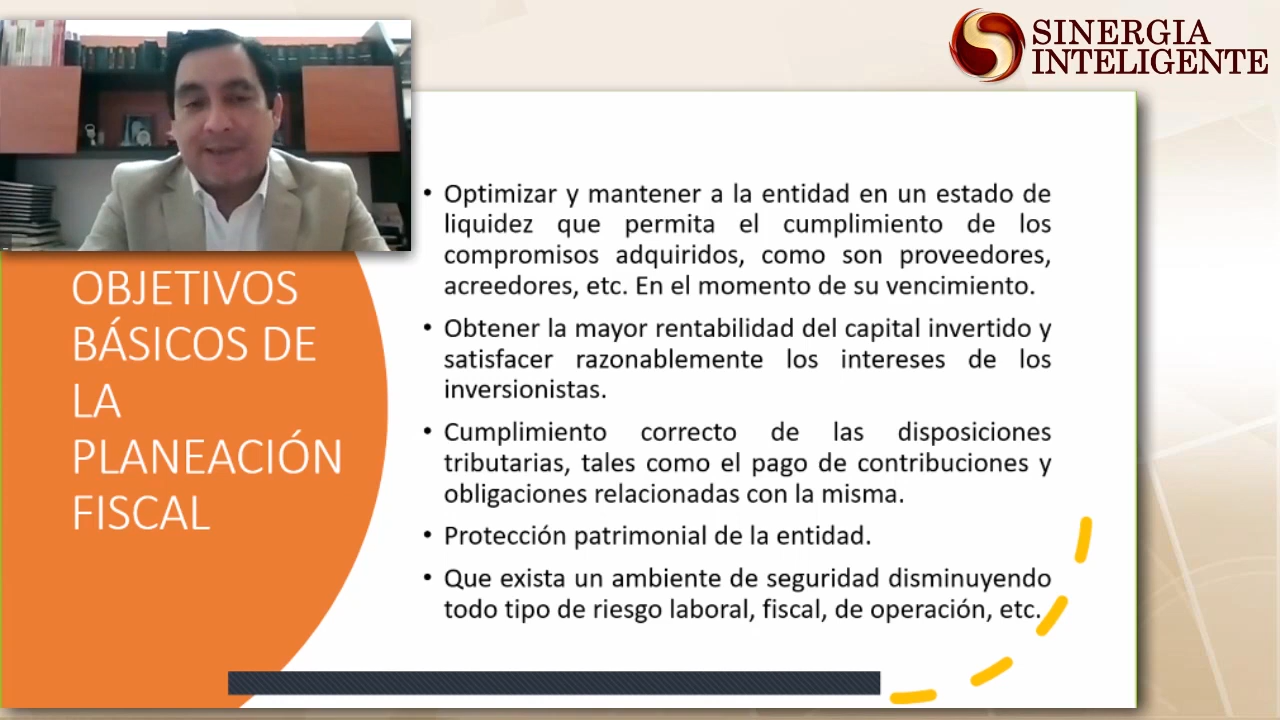 SINERGIA
INTELIGENTE
OBJETIVOS
BÁSICOS DE
LA
PLANEACIÓN
FISCAL
• Optimizar y mantener a la entidad en un estado de
liquidez que permita el cumplimiento de los
compromisos adquiridos, como son proveedores,
acreedores, etc. En el momento de su vencimiento.
• Obtener la mayor rentabilidad del capital invertido y
satisfacer razonablemente los intereses de los
inversionistas.
• Cumplimiento correcto de las disposiciones
tributarias, tales como el pago de contribuciones y
obligaciones relacionadas con la misma.
• Protección patrimonial de la entidad.
• Que exista un ambiente de seguridad disminuyendo
todo tipo de riesgo laboral, fiscal, de operación, etc.